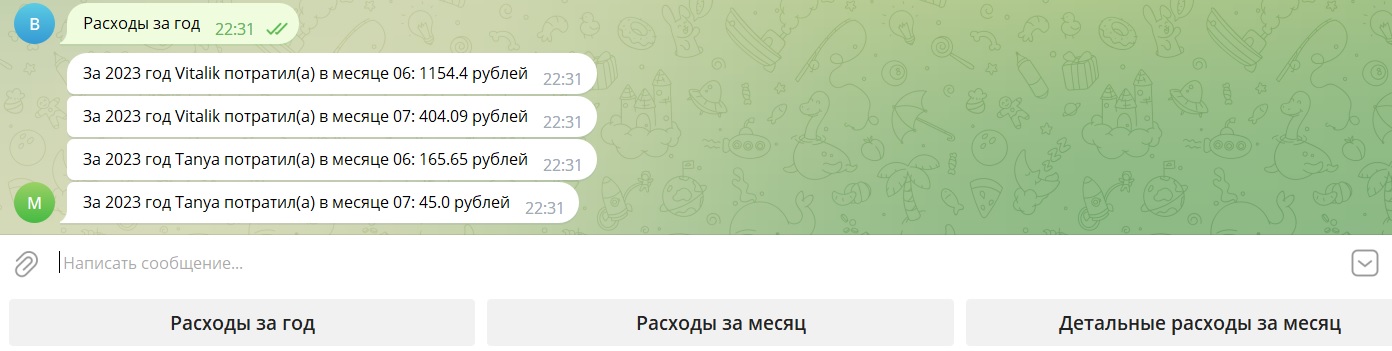 В
Расходы за год 22:31
За 2023 год Vitalik потратил(а) в месяце 06: 1154.4 рублей 22:31
За 2023 год Vitalik потратил(а) в месяце 07: 404.09 рублей 22:31
За 2023 год Tanya потратил(а) в месяце 06: 165.65 рублей 22:31
М
За 2023 год Tanya потратил(а) в месяце 07: 45.0 рублей 22:31
Написать сообщение...
Расходы за год
Расходы за месяц
Детальные расходы за месяц